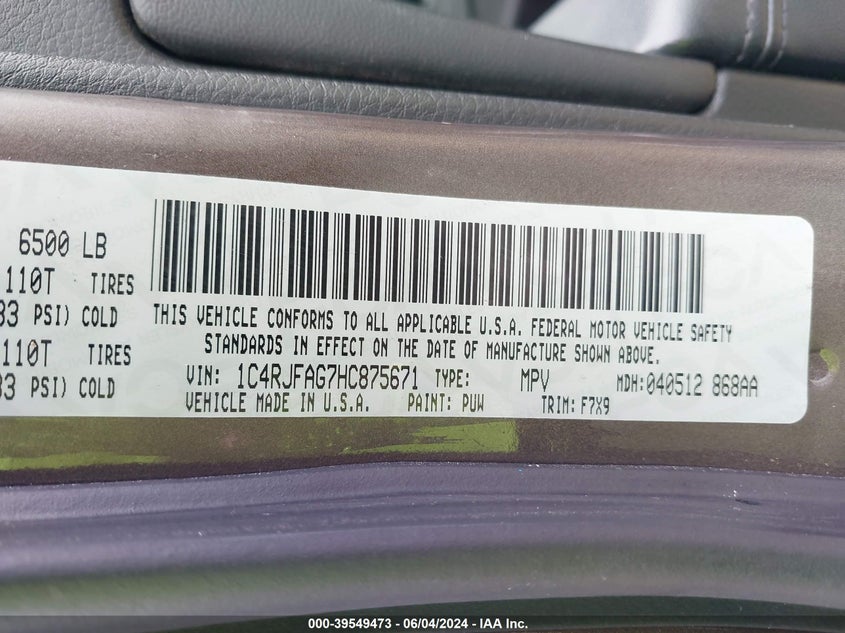 6500 LB
110T TIRES
33 PSI) COLD
110T TIRES
33 PSI) COLD
THIS VEHICLE CONFORMS TO ALL APPLICABLE U.S.A. FEDERAL MOTOR VEHICLE SAFETY
STANDARDS IN EFFECT ON THE DATE OF MANUFACTURE SHOWN ABOVE.
VIN: 1C4RJFAG7HC875671 TYPE: MPV MDH: 040512 868AA
VEHICLE MADE IN U.S.A. PAINT: PUW TRIM: F7X9
000-39549473 - 06/04/2024 - IAA Inc.